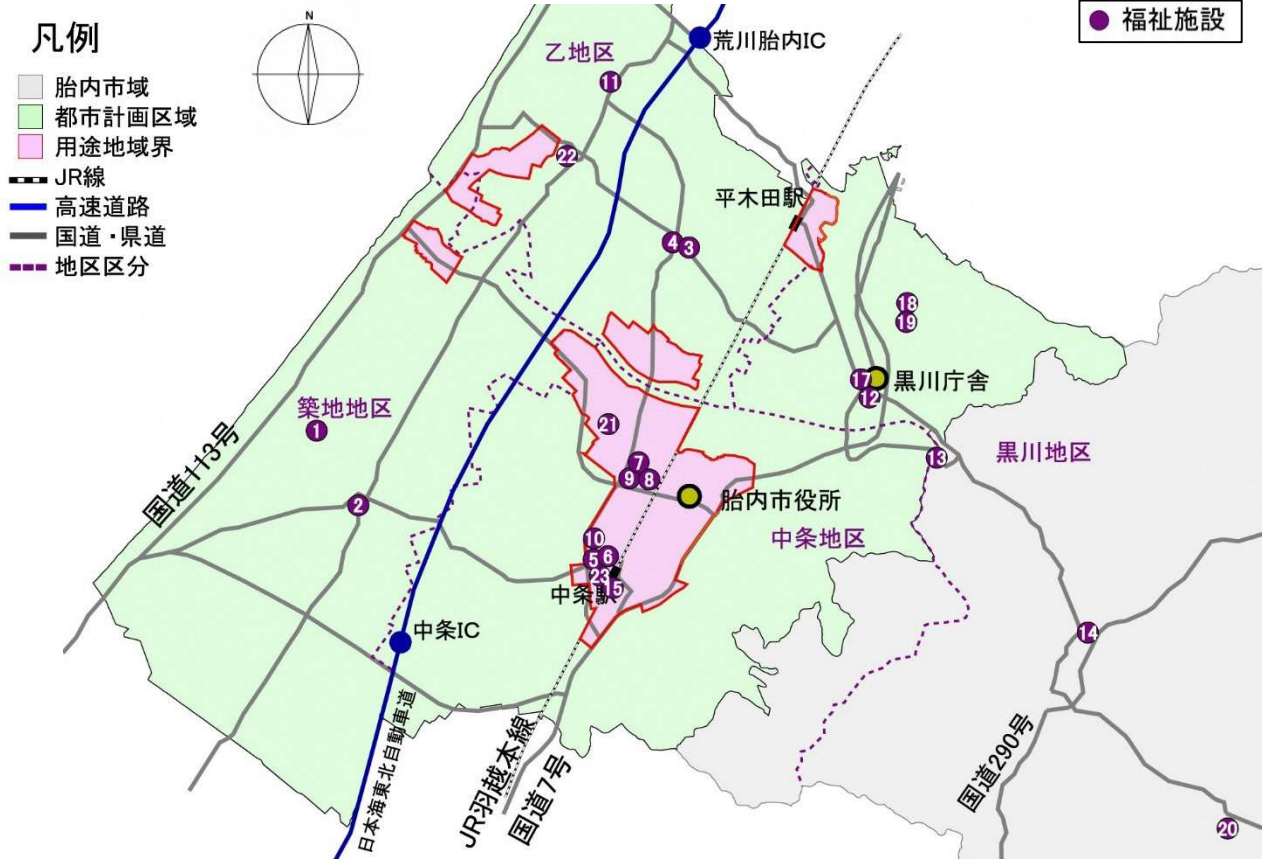 凡例
胎内市域
都市計画区域
用途地域界
JR線
高速道路
国道・県道
地区区分
N
福祉施設
荒川胎内IC
乙地区
11
22
平木田駅
4
3
18
19
17
黒川庁舎
12
築地地区
1
21
国道113号
7
9
8
13
黒川地区
2
胎内市役所
10
中条地区
5
6
23
中条駅
15
中条IC
14
日本海東北自動車道
JR羽越本線
国道7号
国道290号
20